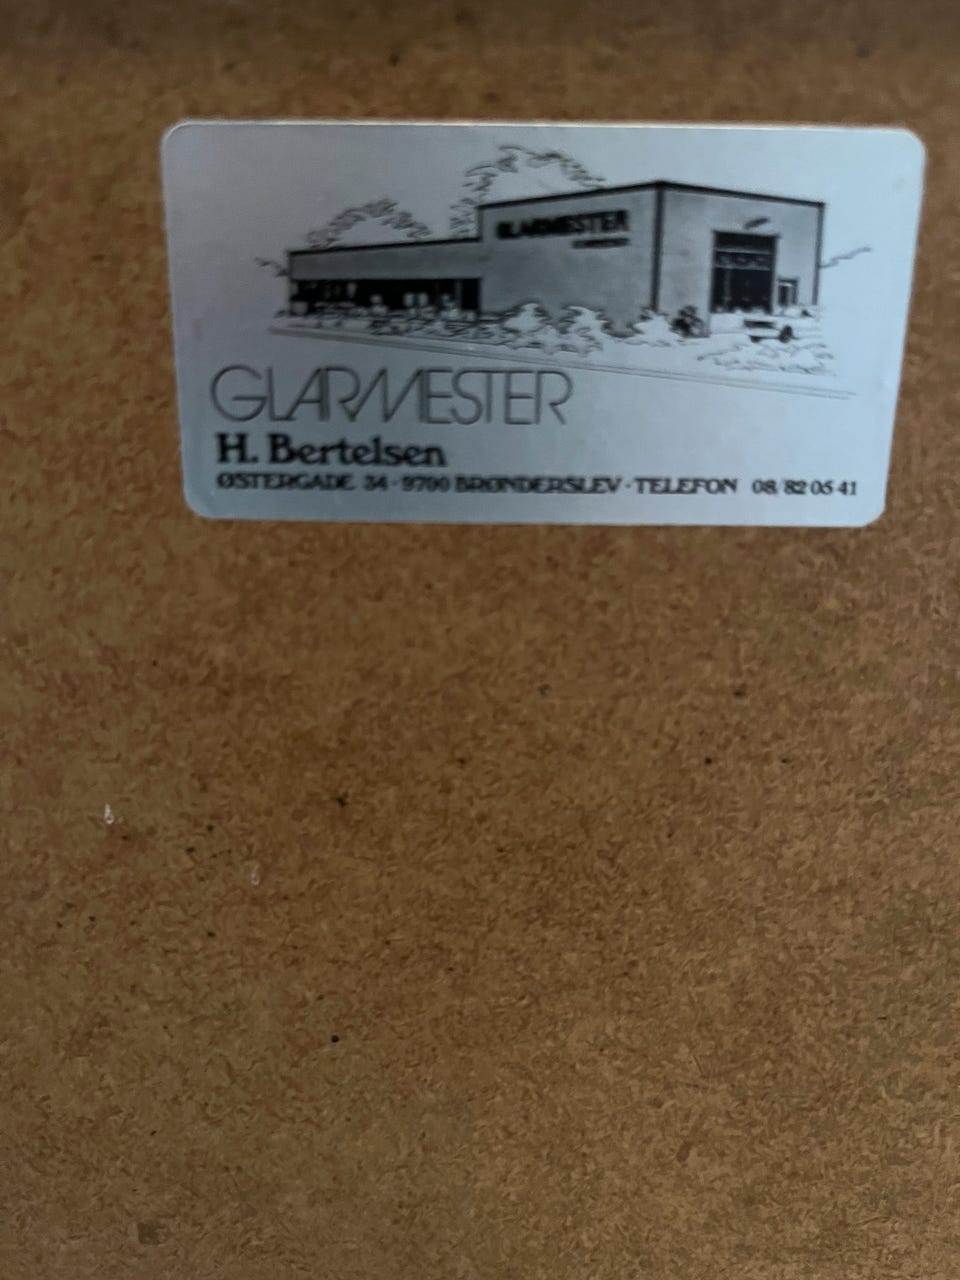 GLARMESTER
GLARMESTER
H. Bertelsen
ØSTERGADE 34 · 9700 BRØNDERSLEV · TELEFON 08/82 05 41